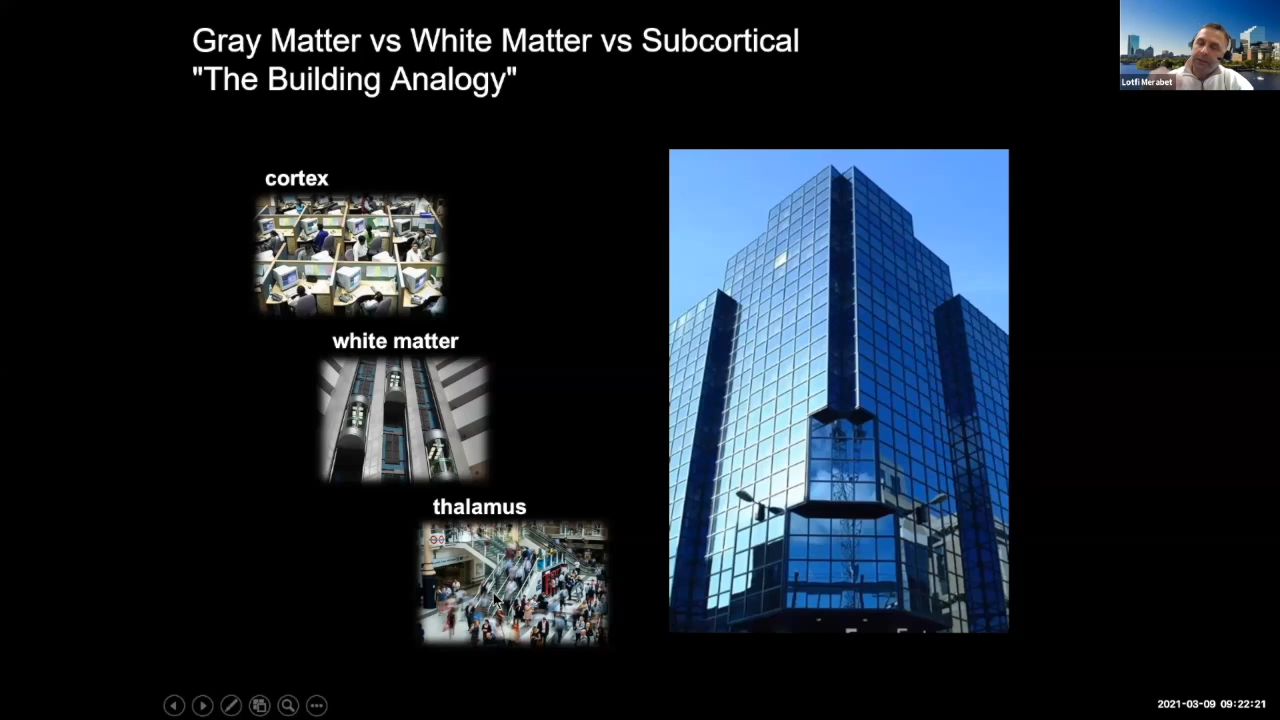 Gray Matter vs White Matter vs Subcortical
"The Building Analogy"
Lotfi Merabet
cortex
white matter
thalamus
2021-03-09 09:22:21